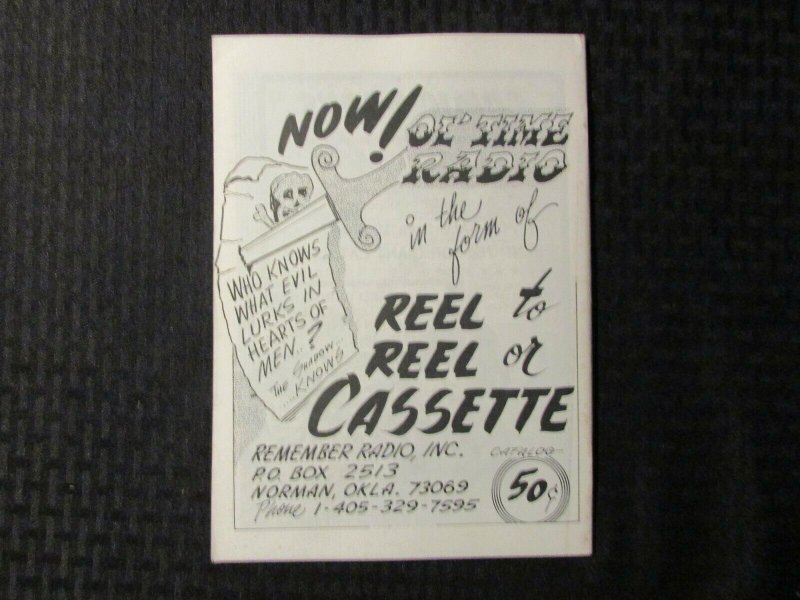 NOW!
OL' TIME
RADIO
in the
form of
WHO KNOWS
WHAT EVIL
LURKS IN
HEARTS OF
MEN..?
THE SHADOW...
....KNOWS
REEL to
REEL or
CASSETTE
REMEMBER RADIO, INC.
P.O. BOX 2513
NORMAN, OKLA. 73069
Phone 1-405-329-7595
CATALOG
50¢